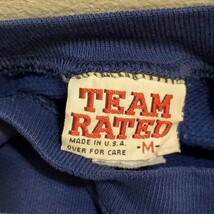 TEAM
RATED
MADE IN U.S.A.
OVER FOR CARE -M-